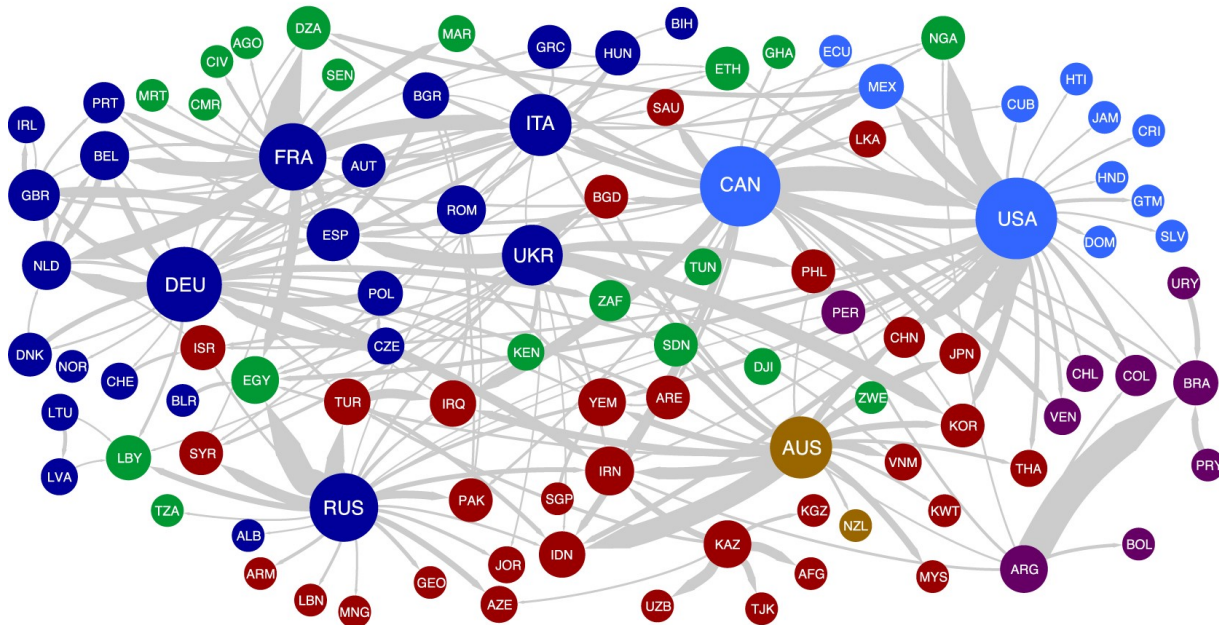 BIH
DZA
MAR
GRC
HUN
GHA
ECU
NGA
AGO
CIV
SEN
ETH
MEX
HTI
MRT
PRT
CMR
BGR
SAU
CUB
JAM
IRL
ITA
LKA
CRI
BEL
FRA
AUT
CAN
HND
GBR
BGD
USA
GTM
ROM
ESP
DOM
SLV
NLD
DEU
UKR
TUN
PHL
URY
POL
ZAF
PER
DNK
NOR
ISR
CZE
KEN
SDN
CHN
JPN
CHE
EGY
DJI
CHL
COL
BRA
LTU
BLR
TUR
IRQ
YEM
ARE
ZWE
VEN
KOR
LBY
SYR
AUS
LVA
IRN
VNM
THA
PRY
TZA
RUS
PAK
SGP
KGZ
NZL
KWT
ALB
IDN
KAZ
BOL
ARM
GEO
JOR
AFG
MYS
ARG
LBN
MNG
AZE
UZB
TJK